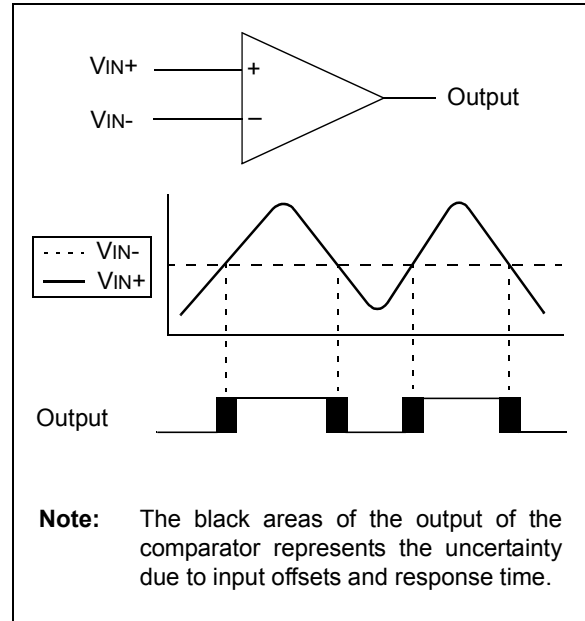 VIN+
+
Output
VIN-
−
VIN-
VIN+
Output
Note: The black areas of the output of the
comparator represents the uncertainty
due to input offsets and response time.